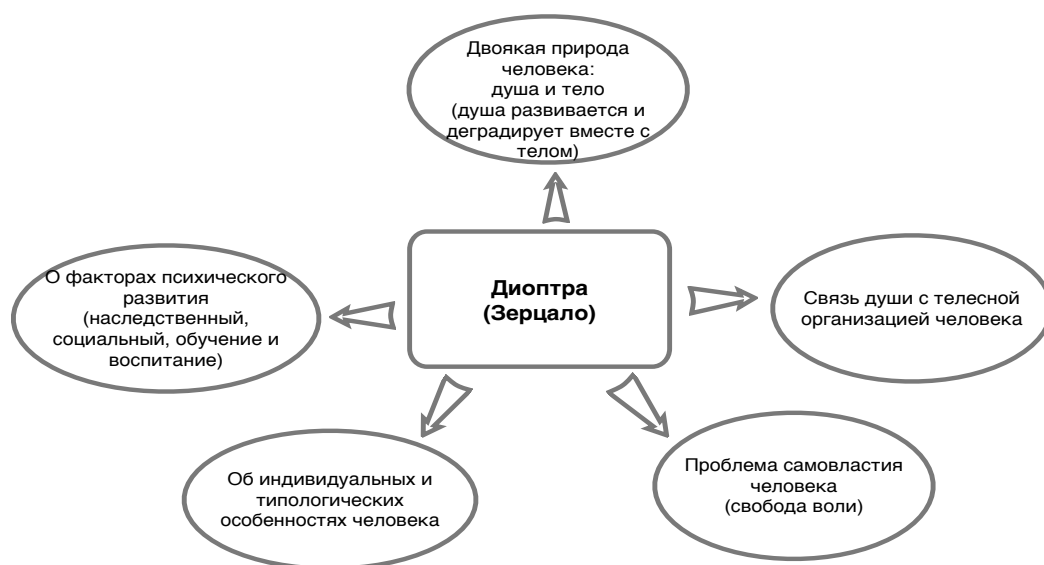 Двоякая природа
человека:
душа и тело
(душа развивается и
деградирует вместе с
телом)
О факторах психического
развития
(наследственный,
социальный, обучение и
воспитание)
Диоптра
(Зерцало)
Связь души с телесной
организацией человека
Об индивидуальных и
типологических
особенностях человека
Проблема самовластия
человека
(свобода воли)